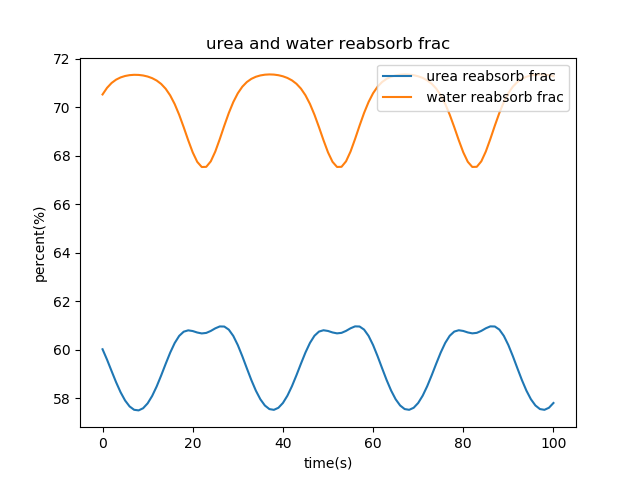 urea and water reabsorb frac
72
70
68
66
64
62
60
58
percent(%)
urea reabsorb frac
water reabsorb frac
0
20
40
60
80
100
time(s)